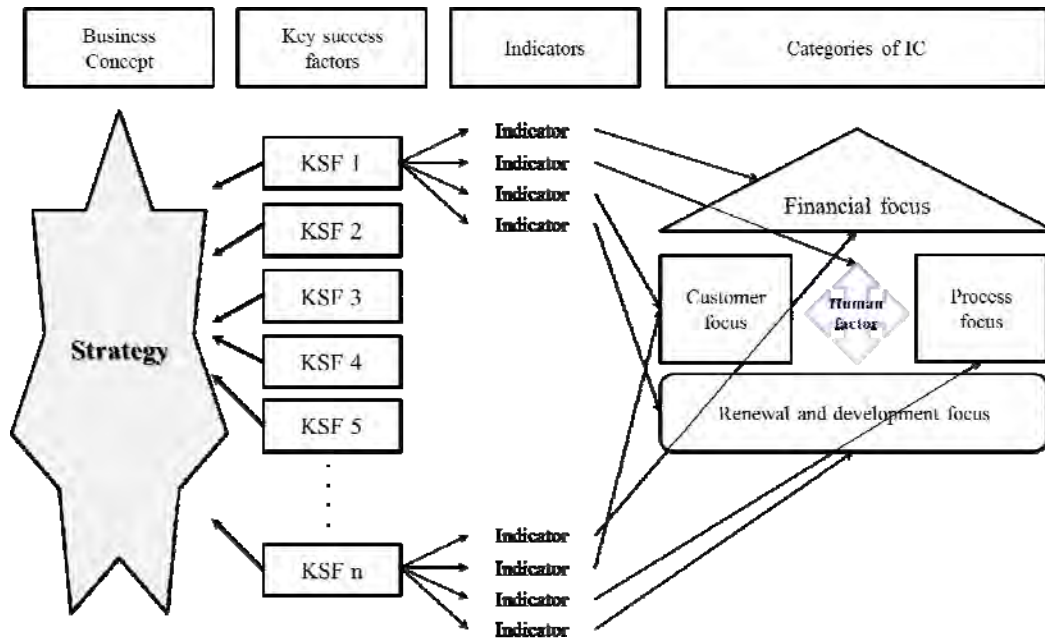 Business
Concept
Key success
factors
Indicators
Categories of IC
Strategy
KSF 1
KSF 2
KSF 3
KSF 4
KSF 5
KSF n
Indicator
Indicator
Indicator
Indicator
Indicator
Indicator
Indicator
Indicator
Financial focus
Customer
focus
Human
factor
Process
focus
Renewal and development focus